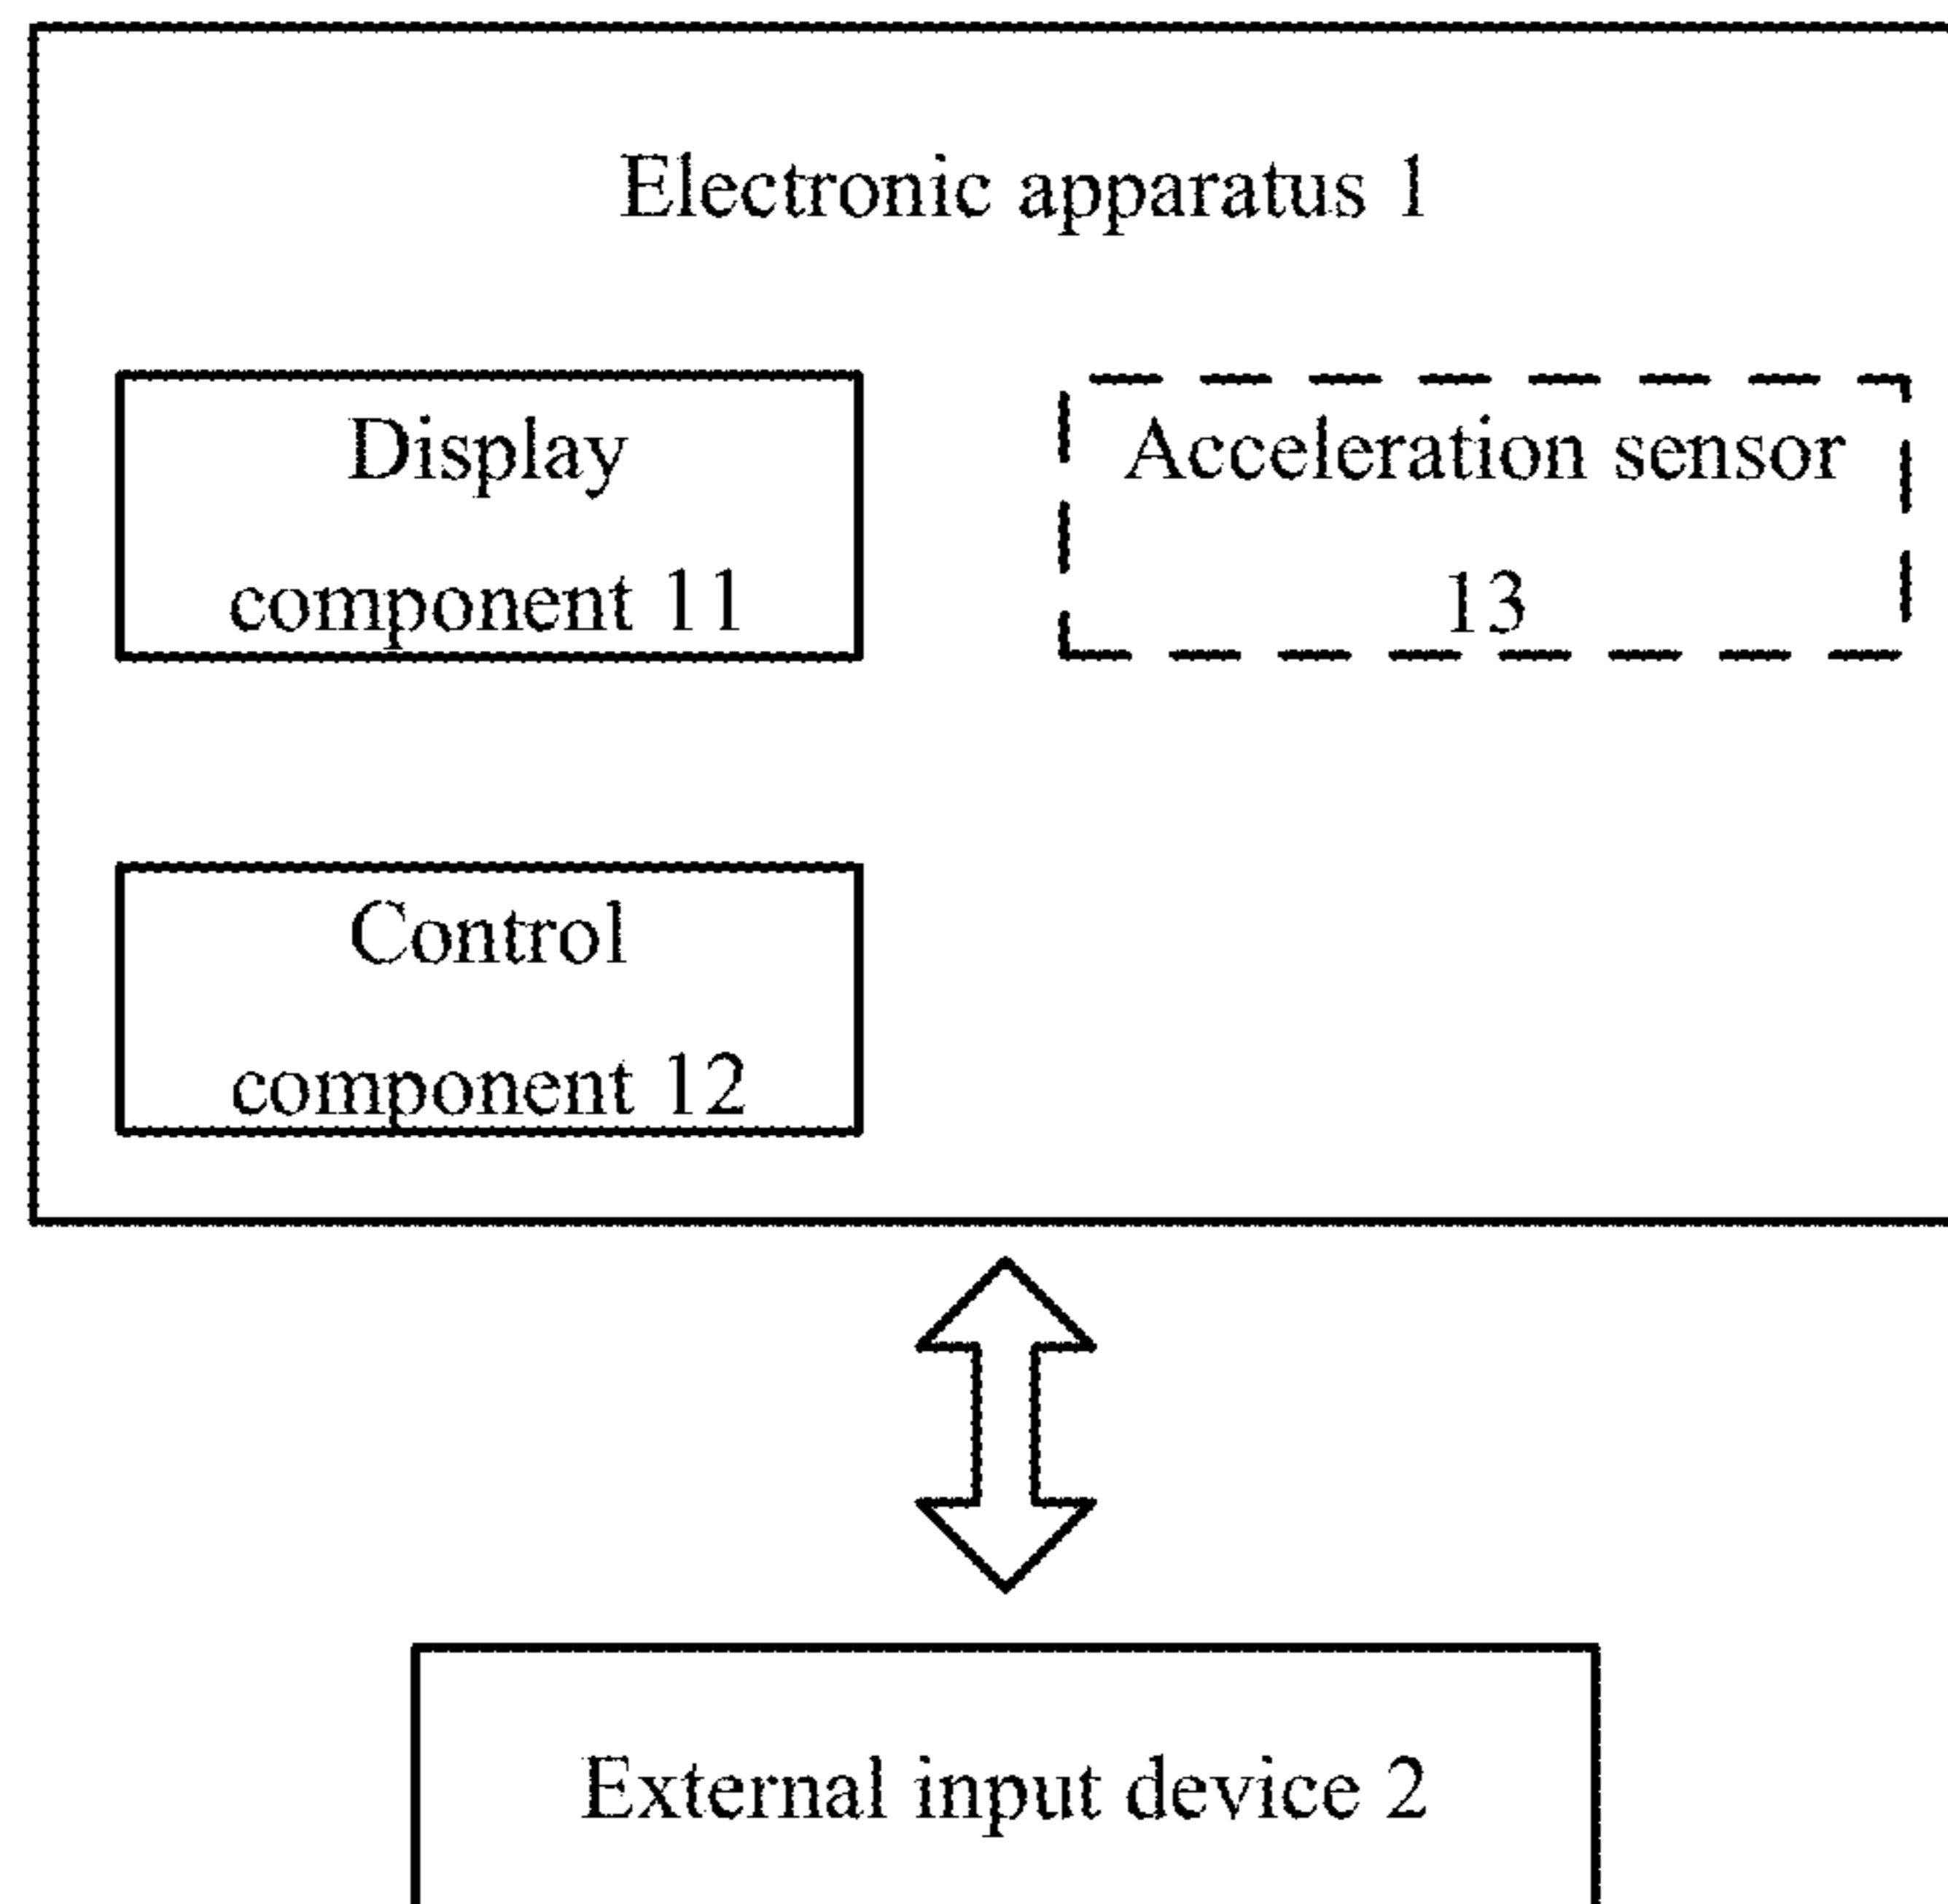 Electronic apparatus 1
Display
component 11
Acceleration sensor
13
Control
component 12
External input device 2